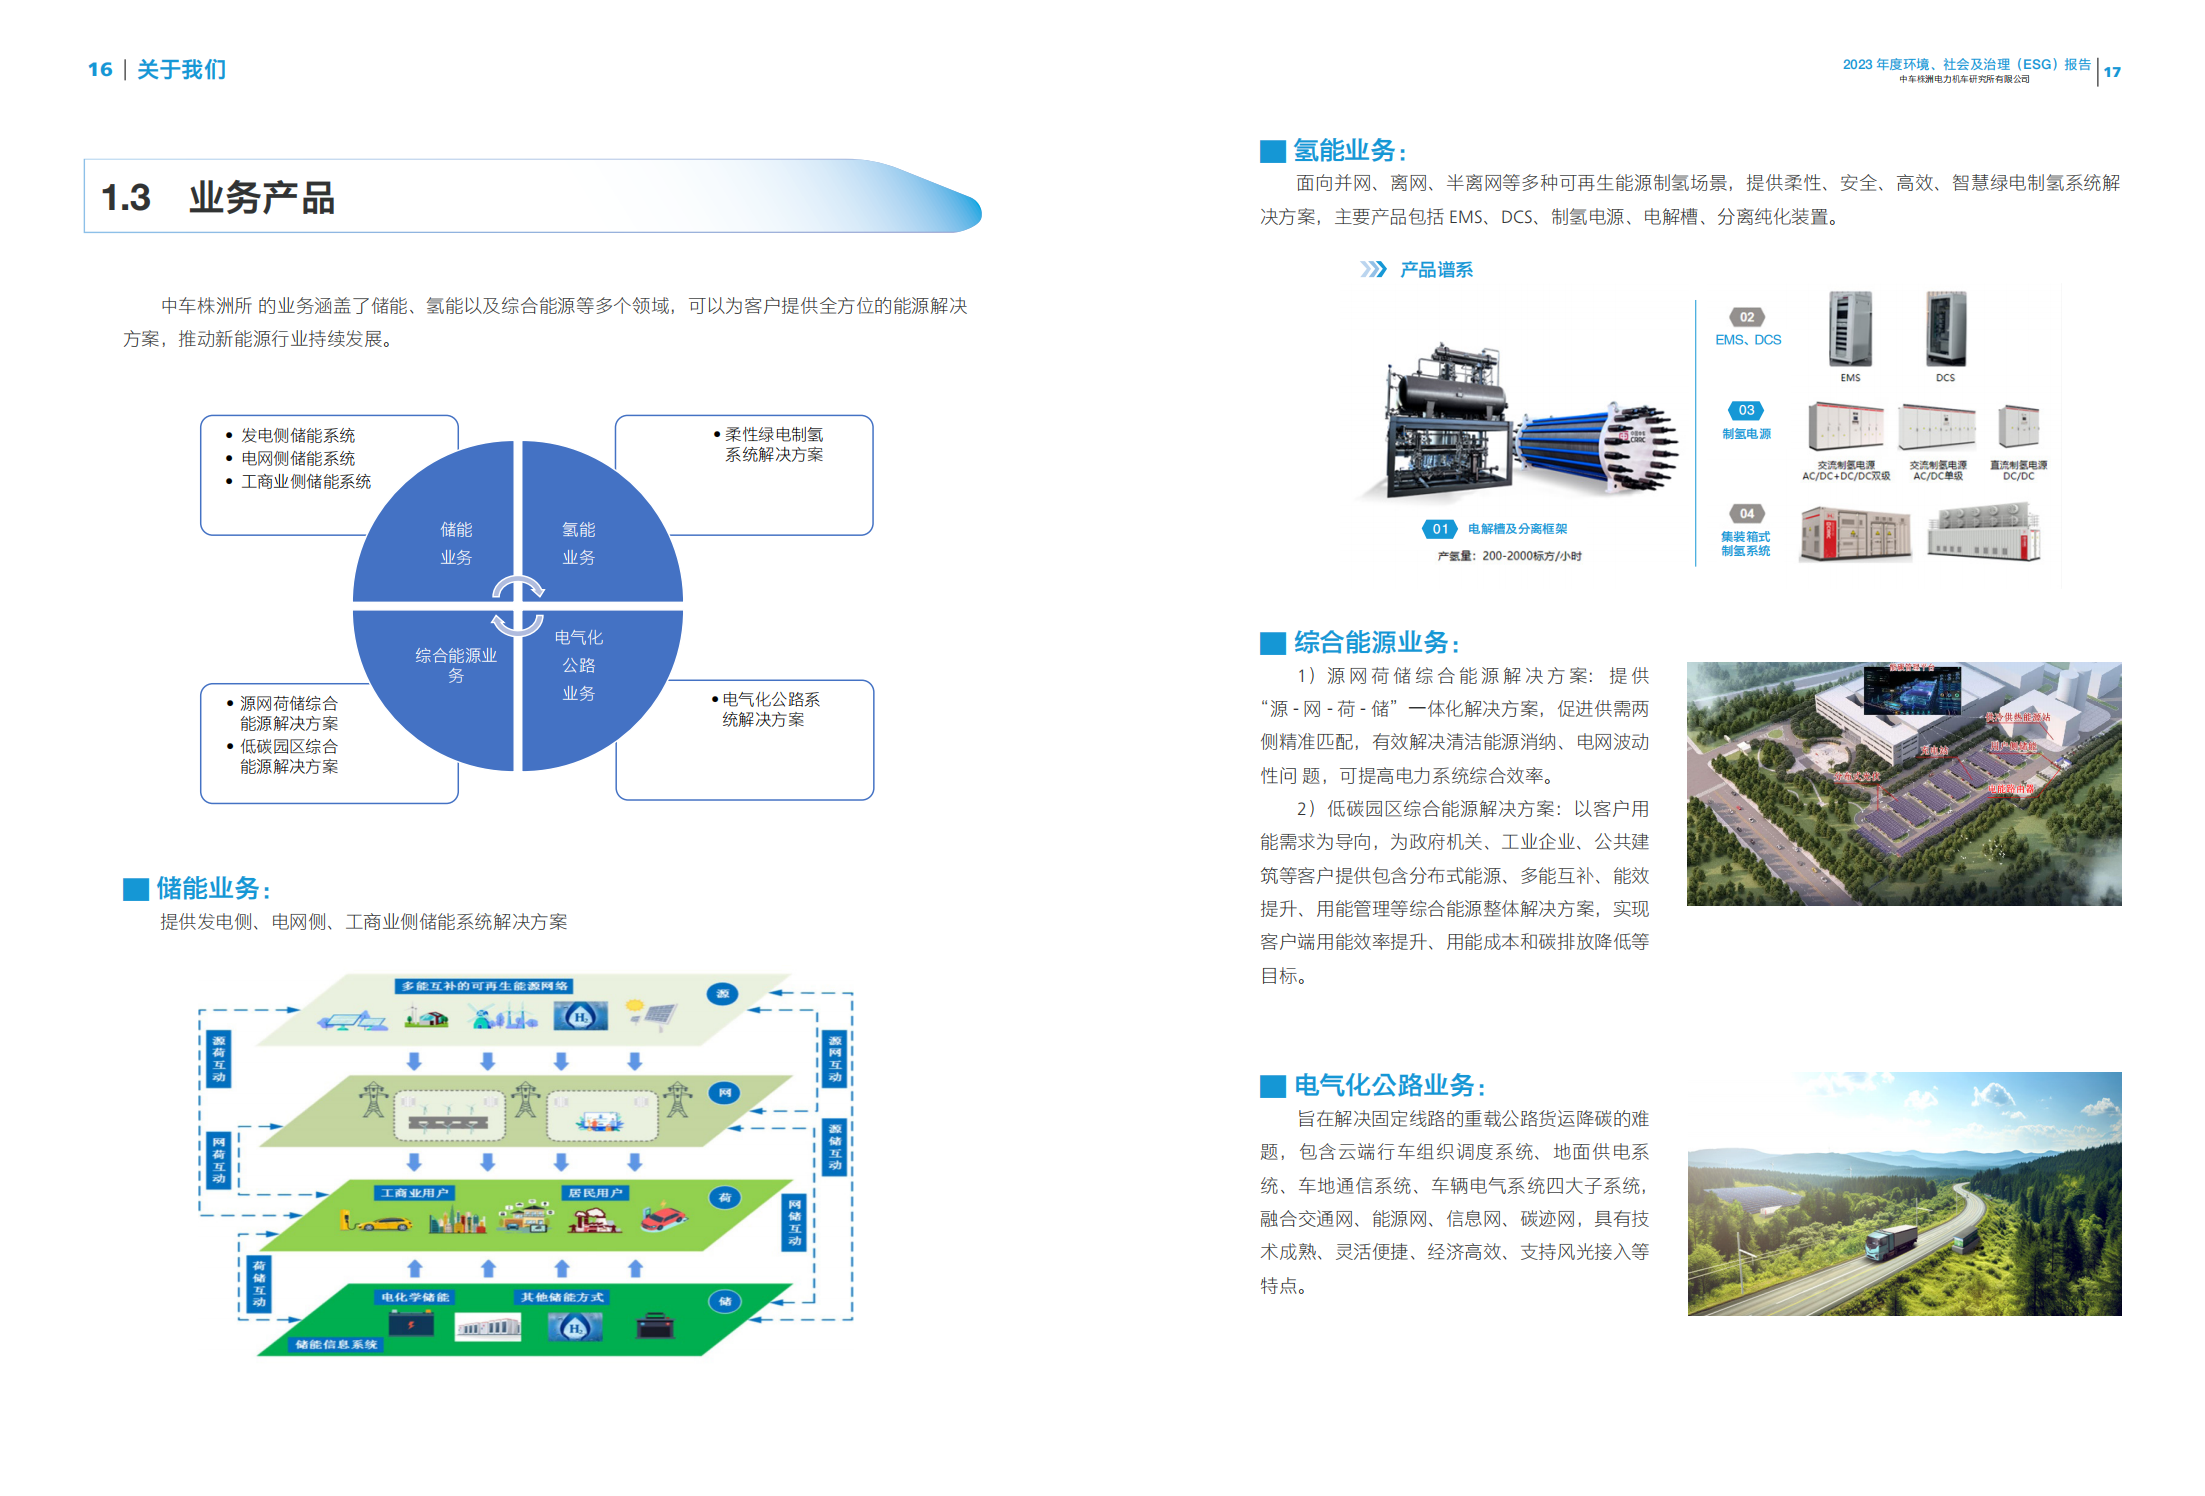 16 关于我们
1.3 业务产品
中车株洲所 的业务涵盖了储能、氢能以及综合能源等多个领域，可以为客户提供全方位的能源解决
方案，推动新能源行业持续发展。
• 发电侧储能系统
• 电网侧储能系统
• 工商业侧储能系统
• 柔性绿电制氢
系统解决方案
储能
业务
氢能
业务
综合能源业
务
电气化
公路
业务
• 源网荷储综合
能源解决方案
• 低碳园区综合
能源解决方案
• 电气化公路系
统解决方案
储能业务：
提供发电侧、电网侧、工商业侧储能系统解决方案
多能互补的可再生能源网络
源
H₂
源荷互动
源网互动
网
网荷互动
源储互动
工商业用户
居民用户
荷
网储互动
荷储互动
电化学储能
其他储能方式
储
H₂
储能信息系统
2023 年度环境、社会及治理（ESG）报告
中车株洲电力机车研究所有限公司
17
氢能业务：
面向并网、离网、半离网等多种可再生能源制氢场景，提供柔性、安全、高效、智慧绿电制氢系统解
决方案，主要产品包括 EMS、DCS、制氢电源、电解槽、分离纯化装置。
产品谱系
CRRC
01 电解槽及分离框架
产氢量：200-2000标方/小时
02
EMS、DCS
EMS
DCS
03
制氢电源
交流制氢电源
AC/DC+DC/DC双级
交流制氢电源
AC/DC单级
直流制氢电源
DC/DC
04
集装箱式
制氢系统
综合能源业务：
1）源网荷储综合能源解决方案：提供
“源 - 网 - 荷 - 储”一体化解决方案，促进供需两
侧精准匹配，有效解决清洁能源消纳、电网波动
性问 题，可提高电力系统综合效率。
2）低碳园区综合能源解决方案：以客户用
能需求为导向，为政府机关、工业企业、公共建
筑等客户提供包含分布式能源、多能互补、能效
提升、用能管理等综合能源整体解决方案，实现
客户端用能效率提升、用能成本和碳排放降低等
目标。
供冷供热能源站
充电站
用户侧储能
分布式光伏
电能路由器
电气化公路业务：
旨在解决固定线路的重载公路货运降碳的难
题，包含云端行车组织调度系统、地面供电系
统、车地通信系统、车辆电气系统四大子系统，
融合交通网、能源网、信息网、碳迹网，具有技
术成熟、灵活便捷、经济高效、支持风光接入等
特点。